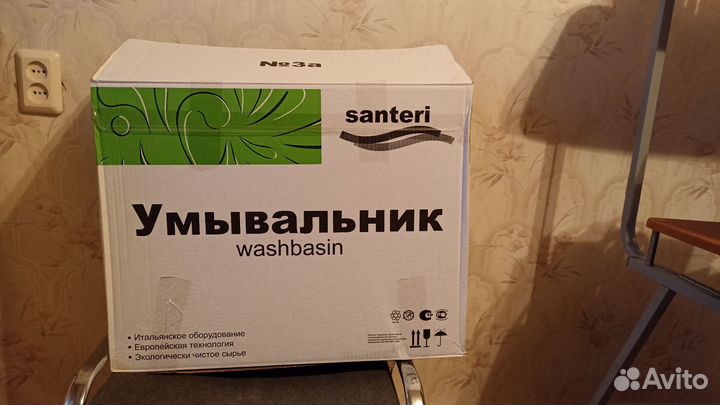 №3а
santeri
Умывальник
washbasin
• Итальянское оборудование
• Европейская технология
• Экологически чистое сырье
Avito